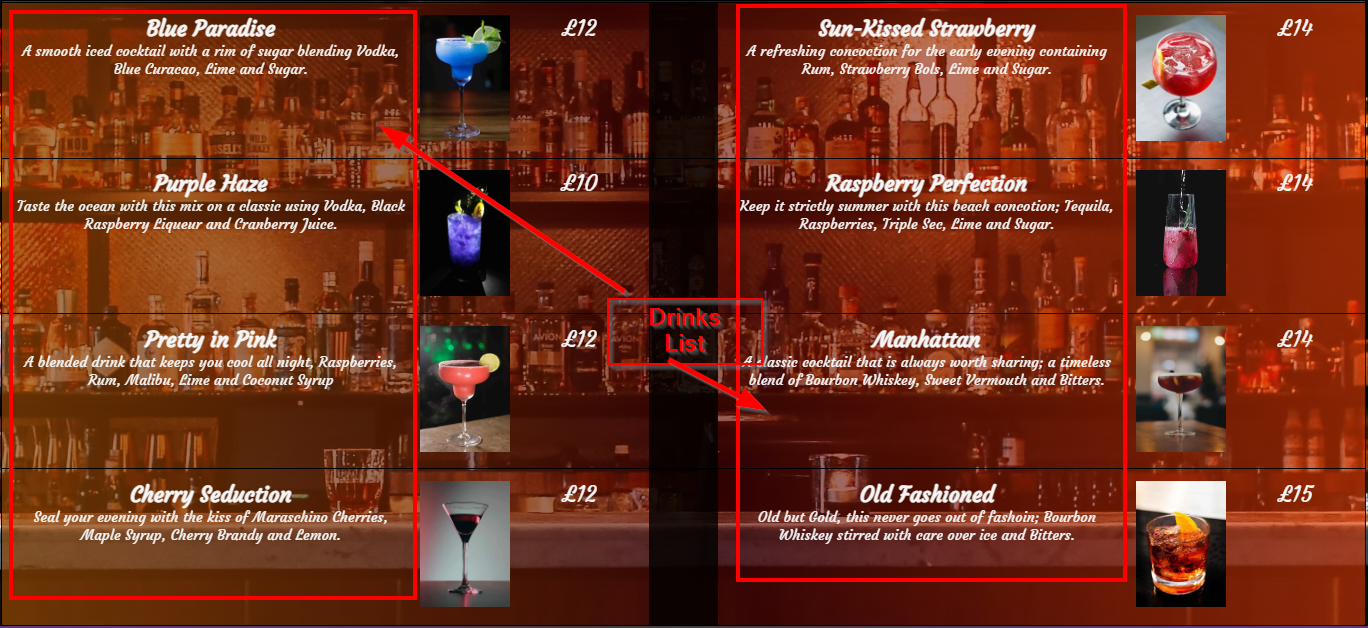 Blue Paradise
A smooth iced cocktail with a rim of sugar blending Vodka,
Blue Curacao, Lime and Sugar.
£12
Purple Haze
Taste the ocean with this mix on a classic using Vodka, Black
Raspberry Liqueur and Cranberry Juice.
£10
Pretty in Pink
A blended drink that keeps you cool all night, Raspberries,
Rum, Malibu, Lime and Coconut Syrup
£12
Cherry Seduction
Seal your evening with the kiss of Maraschino Cherries,
Maple Syrup, Cherry Brandy and Lemon.
£12
Drinks
List
Sun-Kissed Strawberry
A refreshing concoction for the early evening containing
Rum, Strawberry Bols, Lime and Sugar.
£14
Raspberry Perfection
Keep it strictly summer with this beach concotion; Tequila,
Raspberries, Triple Sec, Lime and Sugar.
£14
Manhattan
A classic cocktail that is always worth sharing; a timeless
blend of Bourbon Whiskey, Sweet Vermouth and Bitters.
£14
Old Fashioned
Old but Gold, this never goes out of fashoin; Bourbon
Whiskey stirred with care over ice and Bitters.
£15